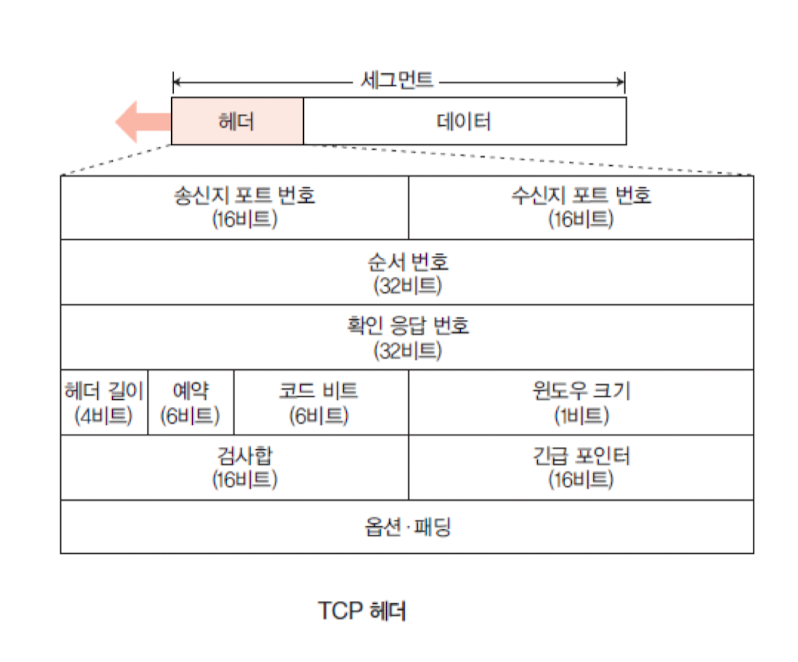 세그먼트
헤더 데이터
송신지 포트 번호 수신지 포트 번호
(16비트) (16비트)
순서 번호
(32비트)
확인 응답 번호
(32비트)
헤더 길이 예약 코드 비트 윈도우 크기
(4비트) (6비트) (6비트) (1비트)
검사합 긴급 포인터
(16비트) (16비트)
옵션·패딩
TCP 헤더